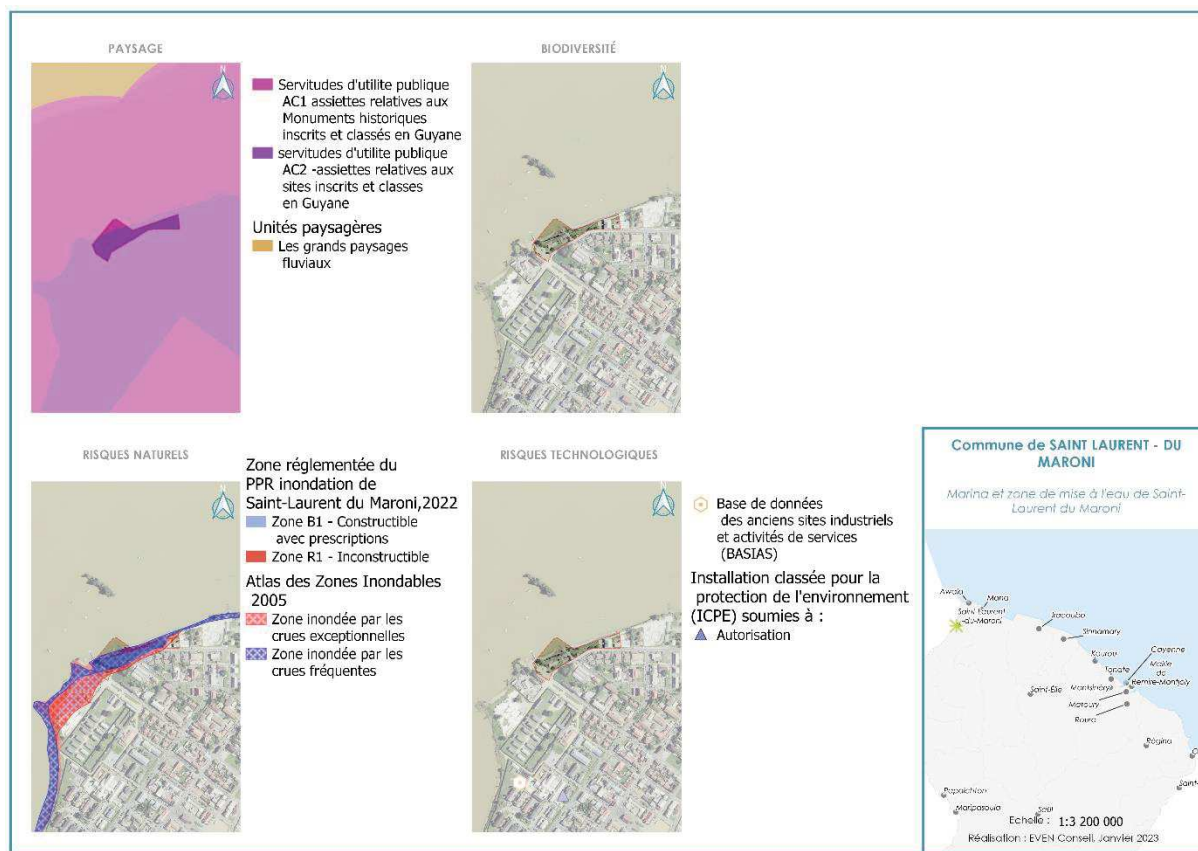 PAYSAGE
N
Servitudes d'utilite publique
AC1 assiettes relatives aux
Monuments historiques
inscrits et classés en Guyane
servitudes d'utilite publique
AC2 -assiettes relatives aux
sites inscrits et classes
en Guyane
Unités paysagères
Les grands paysages
fluviaux
BIODIVERSITÉ
N
RISQUES NATURELS
N
Zone réglementée du
PPR inondation de
Saint-Laurent du Maroni,2022
Zone B1 - Constructible
avec prescriptions
Zone R1 - Inconstructible
Atlas des Zones Inondables
2005
Zone inondée par les
crues exceptionnelles
Zone inondée par les
crues fréquentes
RISQUES TECHNOLOGIQUES
N
Base de données
des anciens sites industriels
et activités de services
(BASIAS)
Installation classée pour la
protection de l'environnement
(ICPE) soumies à :
Autorisation
Commune de SAINT LAURENT - DU
MARONI
Marina et zone de mise à l'eau de Saint-
Laurent du Maroni
Awala
Mana
Saint-Laurent
-du-Maroni
Iracoubo
Sinnamary
Kourou
Cayenne
Tonate
Remire-Montjoly
Saint-Élie
Montsinéry
Matoury
Roura
Régina
Saint-
Papaichton
Maripasoula
Saül
Echelle : 1:3 200 000
Réalisation : EVEN Conseil, Janvier 2023